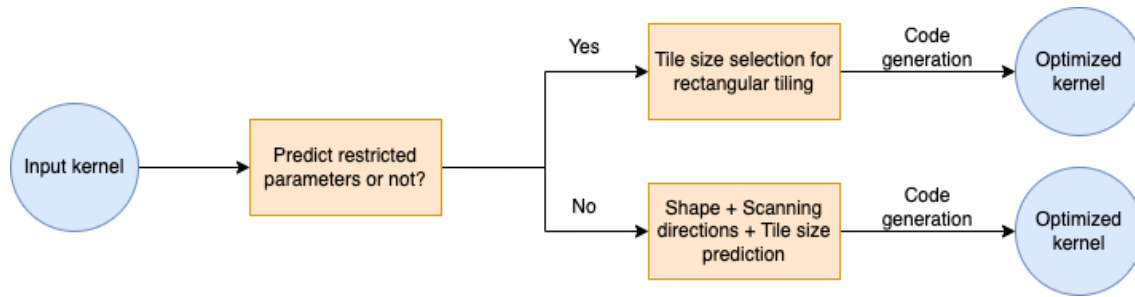 Input kernel
Predict restricted
parameters or not?
Yes
Tile size selection for
rectangular tiling
Code
generation
Optimized
kernel
No
Shape + Scanning
directions + Tile size
prediction
Code
generation
Optimized
kernel